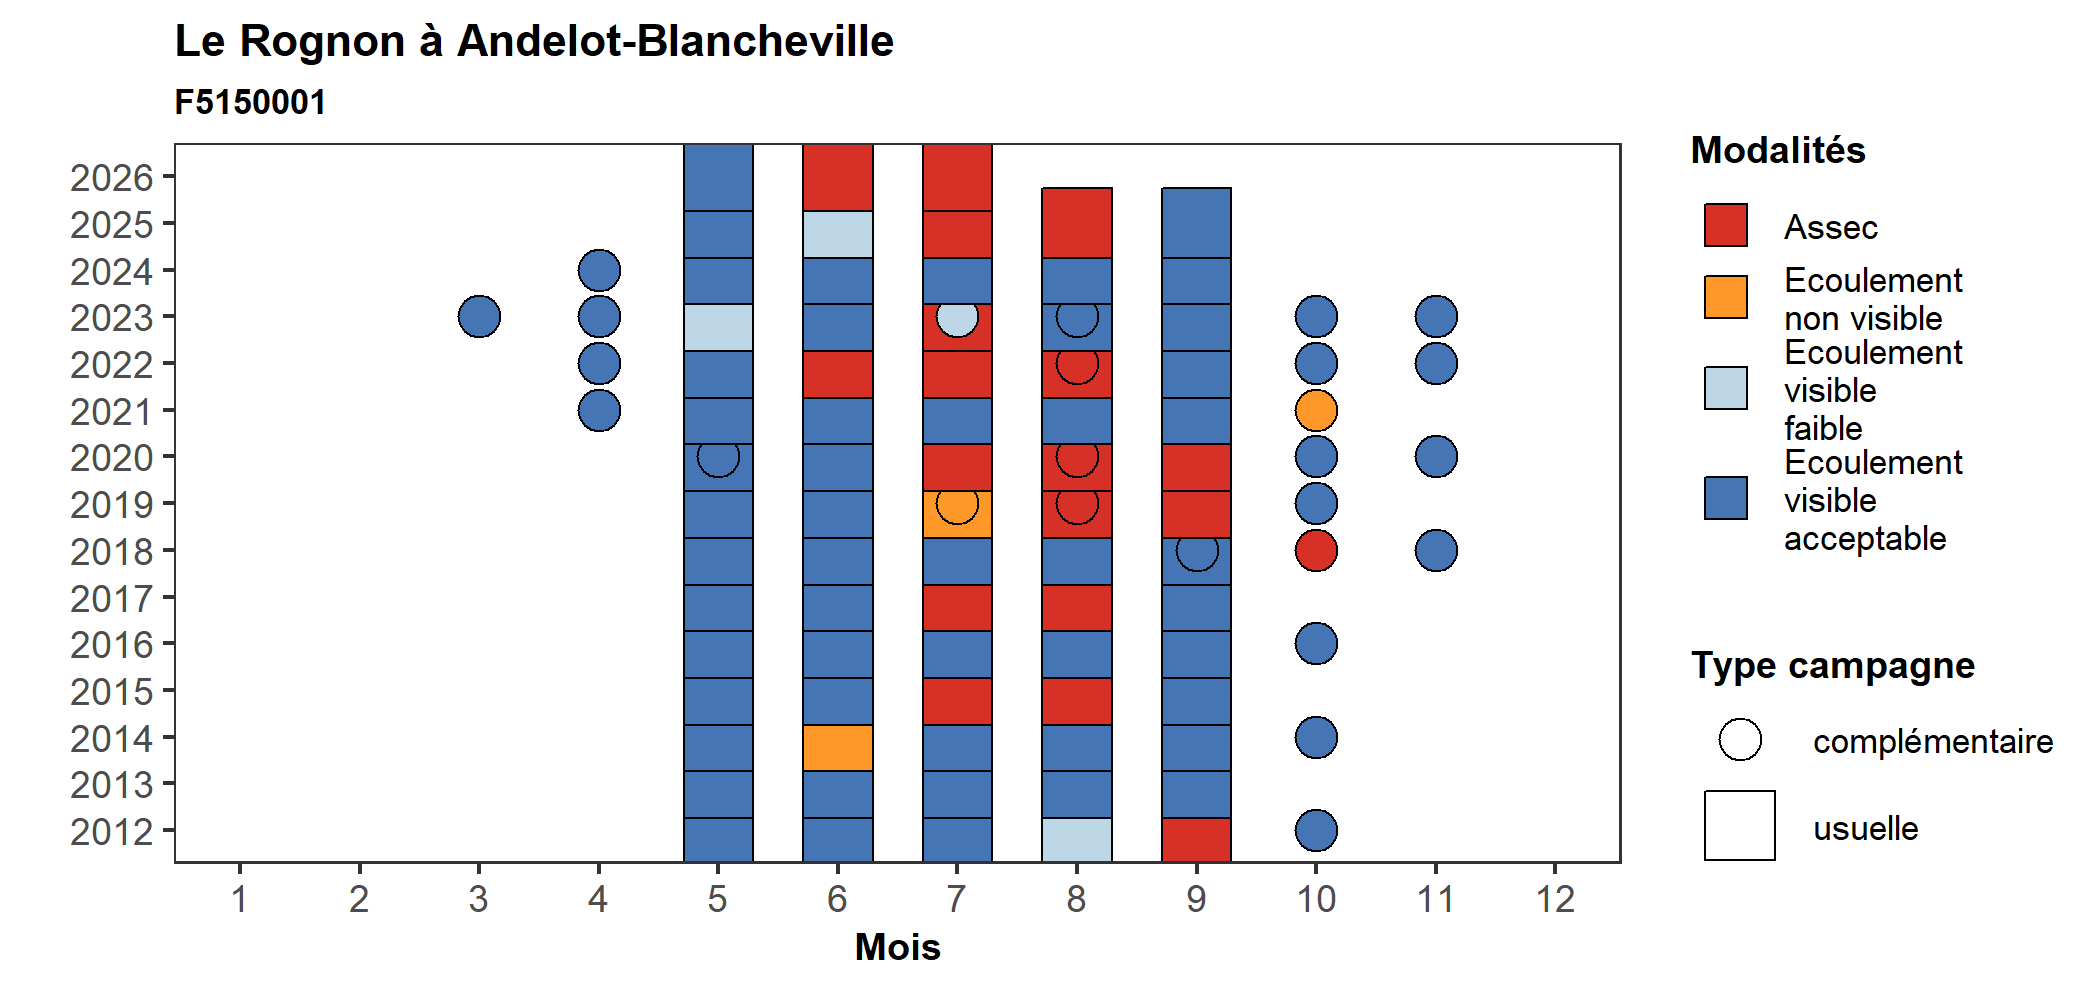 Le Rognon à Andelot-Blancheville
F5150001
2026
2025
2024
2023
2022
2021
2020
2019
2018
2017
2016
2015
2014
2013
2012
1 2 3 4 5 6 7 8 9 10 11 12
Mois
Modalités
Assec
Ecoulement
non visible
Ecoulement
visible
faible
Ecoulement
visible
acceptable
Type campagne
complémentaire
usuelle